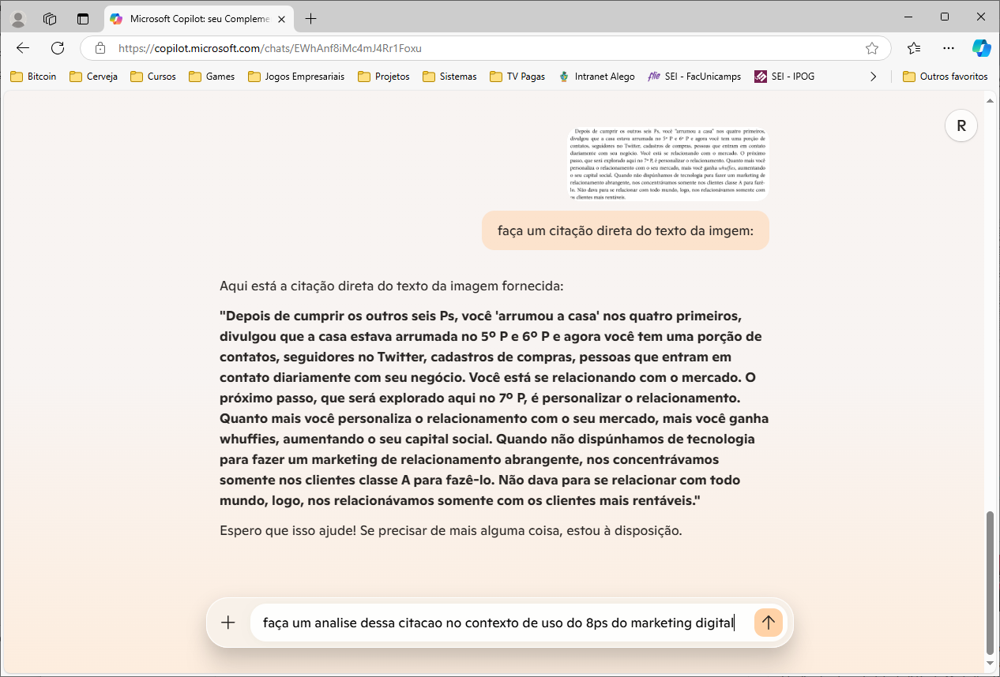 Microsoft Copilot: seu Compleme
https://copilot.microsoft.com/chats/EWhAnf8iMc4mJ4Rr1Foxu
Bitcoin Cerveja Cursos Games Jogos Empresariais Projetos Sistemas TV Pagas Intranet Alego SEI - FacUnicamps SEI - IPOG Outros favoritos
R
Depois de cumprir os outros seis Ps, você "arrumou a casa" nos quatro primeiros,
divulgou que a casa estava arrumada no 5º P e 6º P e agora você tem uma porção de
contatos, seguidores no Twitter, cadastros de compras, pessoas que entram em contato
diariamente com seu negócio. Você está se relacionando com o mercado. O próximo
passo, que será explorado aqui no 7º P, é personalizar o relacionamento. Quanto mais você
personaliza o relacionamento com o seu mercado, mais você ganha whuffies, aumentando
o seu capital social. Quando não dispúnhamos de tecnologia para fazer um marketing de
relacionamento abrangente, nos concentrávamos somente nos clientes classe A para fazê-
lo. Não dava para se relacionar com todo mundo, logo, nos relacionávamos somente com
os clientes mais rentáveis.
faça um citação direta do texto da imgem:
Aqui está a citação direta do texto da imagem fornecida:
"Depois de cumprir os outros seis Ps, você 'arrumou a casa' nos quatro primeiros,
divulgou que a casa estava arrumada no 5º P e 6º P e agora você tem uma porção de
contatos, seguidores no Twitter, cadastros de compras, pessoas que entram em
contato diariamente com seu negócio. Você está se relacionando com o mercado. O
próximo passo, que será explorado aqui no 7º P, é personalizar o relacionamento.
Quanto mais você personaliza o relacionamento com o seu mercado, mais você ganha
whuffies, aumentando o seu capital social. Quando não dispúnhamos de tecnologia
para fazer um marketing de relacionamento abrangente, nos concentrávamos
somente nos clientes classe A para fazê-lo. Não dava para se relacionar com todo
mundo, logo, nos relacionávamos somente com os clientes mais rentáveis."
Espero que isso ajude! Se precisar de mais alguma coisa, estou à disposição.
faça um analise dessa citacao no contexto de uso do 8ps do marketing digital